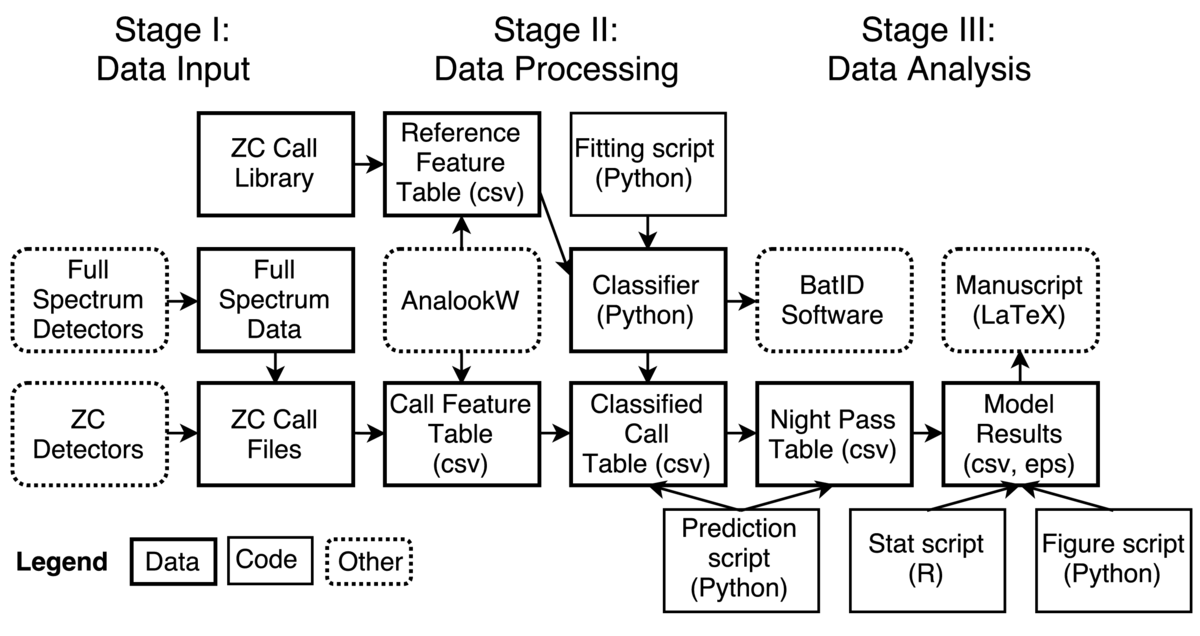 Stage I:
Data Input
Stage II:
Data Processing
Stage III:
Data Analysis
ZC Call
Library
Reference
Feature
Table (csv)
Fitting script
(Python)
Full
Spectrum
Detectors
Full
Spectrum
Data
AnalookW
Classifier
(Python)
BatID
Software
Manuscript
(LaTeX)
ZC
Detectors
ZC Call
Files
Call Feature
Table
(csv)
Classified
Call
Table (csv)
Night Pass
Table (csv)
Model
Results
(csv, eps)
Prediction
script
(Python)
Stat script
(R)
Figure script
(Python)
Legend
Data
Code
Other